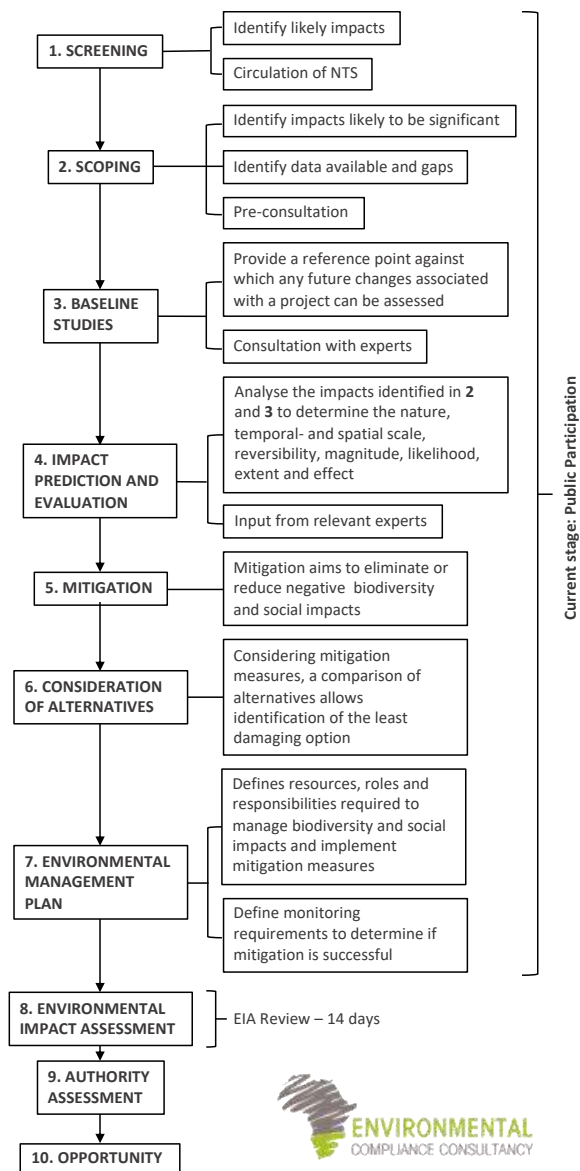 1. SCREENING
Identify likely impacts
Circulation of NTS
2. SCOPING
Identify impacts likely to be significant
Identify data available and gaps
Pre-consultation
3. BASELINE
STUDIES
Provide a reference point against
which any future changes associated
with a project can be assessed
Consultation with experts
4. IMPACT
PREDICTION AND
EVALUATION
Analyse the impacts identified in 2
and 3 to determine the nature,
temporal- and spatial scale,
reversibility, magnitude, likelihood,
extent and effect
Input from relevant experts
5. MITIGATION
Mitigation aims to eliminate or
reduce negative biodiversity
and social impacts
6. CONSIDERATION
OF ALTERNATIVES
Considering mitigation
measures, a comparison of
alternatives allows
identification of the least
damaging option
7. ENVIRONMENTAL
MANAGEMENT
PLAN
Defines resources, roles and
responsibilities required to
manage biodiversity and social
impacts and implement
mitigation measures
Define monitoring
requirements to determine if
mitigation is successful
Current stage: Public Participation
8. ENVIRONMENTAL
IMPACT ASSESSMENT
EIA Review – 14 days
9. AUTHORITY
ASSESSMENT
10. OPPORTUNITY
ENVIRONMENTAL
COMPLIANCE CONSULTANCY